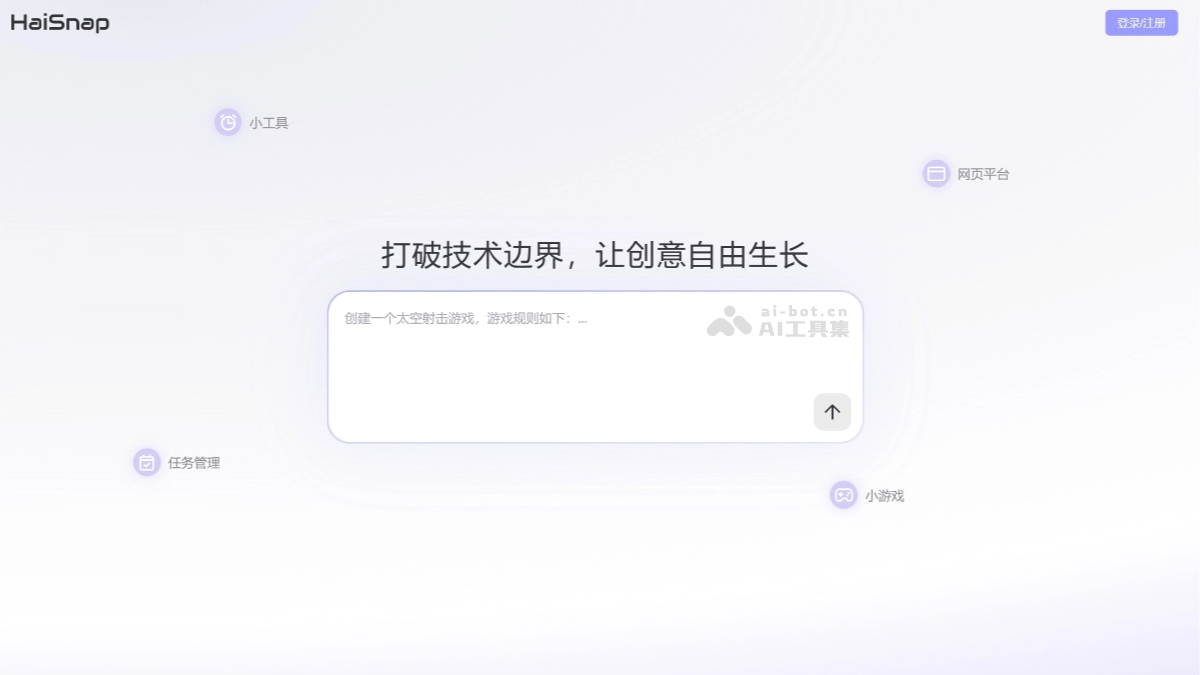 HaiSnap
登录/注册
小工具
网页平台
打破技术边界，让创意自由生长
创建一个太空射击游戏，游戏规则如下：...
ai-bot.cn
AI工具集
任务管理
小游戏